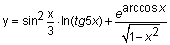 y = sin² x/3 · ln(tg5x) + e^(arccos x)/√(1−x²)